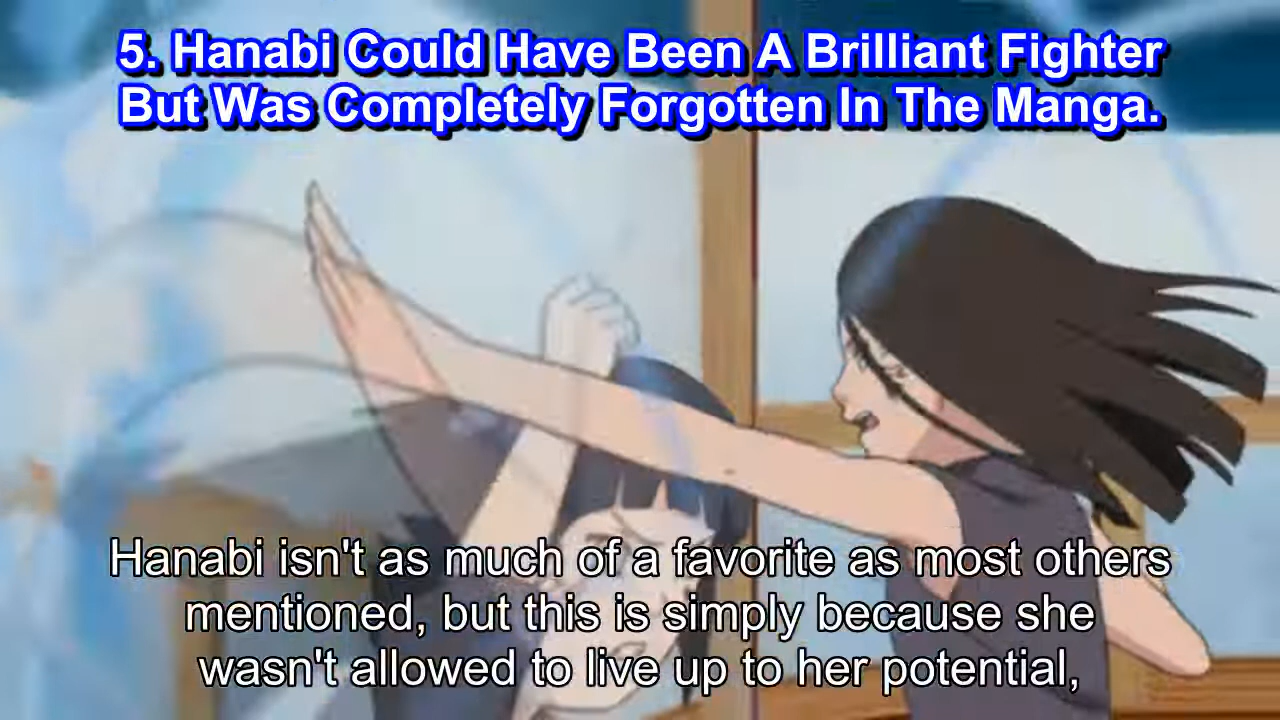 5. Hanabi Could Have Been A Brilliant Fighter
But Was Completely Forgotten In The Manga.
Hanabi isn't as much of a favorite as most others
mentioned, but this is simply because she
wasn't allowed to live up to her potential,